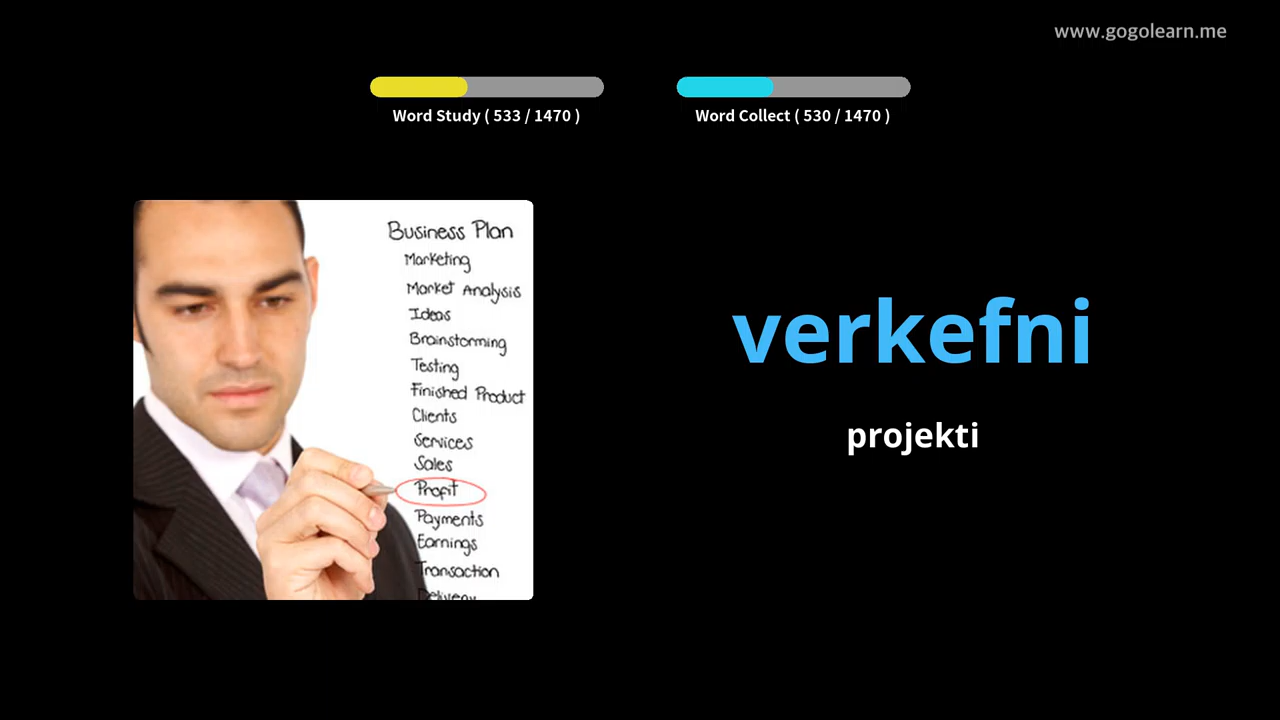 www.gogolearn.me
Word Study ( 533 / 1470 )
Word Collect ( 530 / 1470 )
Business Plan
Marketing
Market Analysis
Ideas
Brainstorming
Testing
Finished Product
Clients
Services
Sales
Profit
Payments
Earnings
Transaction
Delivery
verkefni
projekti